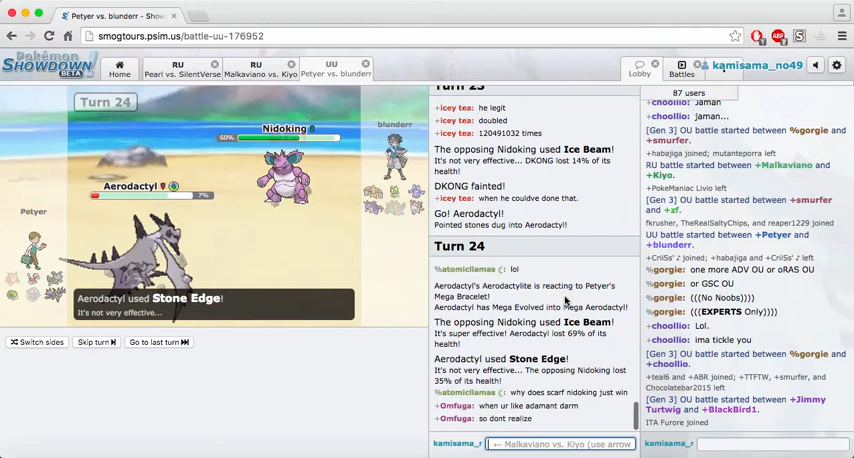 Petyer vs. blunderr - Show
smogtours.psim.us/battle-uu-176952
Pokémon
SHOWDOWN
BETA
Home
RU
Pearl vs. SilentVerse
RU
Malkaviano vs. Kiyo
UU
Petyer vs. blunderr
Lobby
Battles
kamisama_no49
Turn 24
Nidoking
60%
blunderr
Aerodactyl
7%
Petyer
Aerodactyl used Stone Edge!
It's not very effective...
Switch sides
Skip turn
Go to last turn
+icey tea: he legit
+icey tea: doubled
+icey tea: 120491032 times
The opposing Nidoking used Ice Beam!
It's not very effective... DKONG lost 14% of its
health!
DKONG fainted!
+icey tea: when he couldve done that.
Go! Aerodactyl!
Pointed stones dug into Aerodactyl!
Turn 24
%atomicllamas: lol
Aerodactyl's Aerodactylite is reacting to Petyer's
Mega Bracelet!
Aerodactyl has Mega Evolved into Mega Aerodactyl!
The opposing Nidoking used Ice Beam!
It's super effective! Aerodactyl lost 69% of its
health!
Aerodactyl used Stone Edge!
It's not very effective... The opposing Nidoking lost
35% of its health!
%atomicllamas: why does scarf nidoking just win
+Omfuga: when ur like adamant darm
+Omfuga: so dont realize
kamisama_r
← Malkaviano vs. Kiyo (use arrow
87 users
+choollio: jaman...
[Gen 3] OU battle started between %gorgie and
+smurfer.
+habajiga joined; mutanteporra left
RU battle started between +Malkaviano and
+Kiyo.
+PokeManiac Livio left
[Gen 3] OU battle started between +smurfer
and +zf.
fkrusher, TheRealSaltyChips, and reaper1229 joined
UU battle started between +Petyer and
+blunderr.
+CriiSs' ♪ joined; +habajiga and +CriiSs' ♪ left
%gorgie: one more ADV OU or oRAS OU
%gorgie: or GSC OU
%gorgie: (((No Noobs))))
%gorgie: (((EXPERTS Only))))
+choollio: Lol.
+choollio: ima tickle you
[Gen 3] OU battle started between %gorgie and
+choollio.
+teal6 and +ABR joined; +TTFTW, +smurfer, and
Chocolatebar2015 left
[Gen 3] OU battle started between +Jimmy
Turtwig and +BlackBird1.
ITA Furore joined
kamisama_r